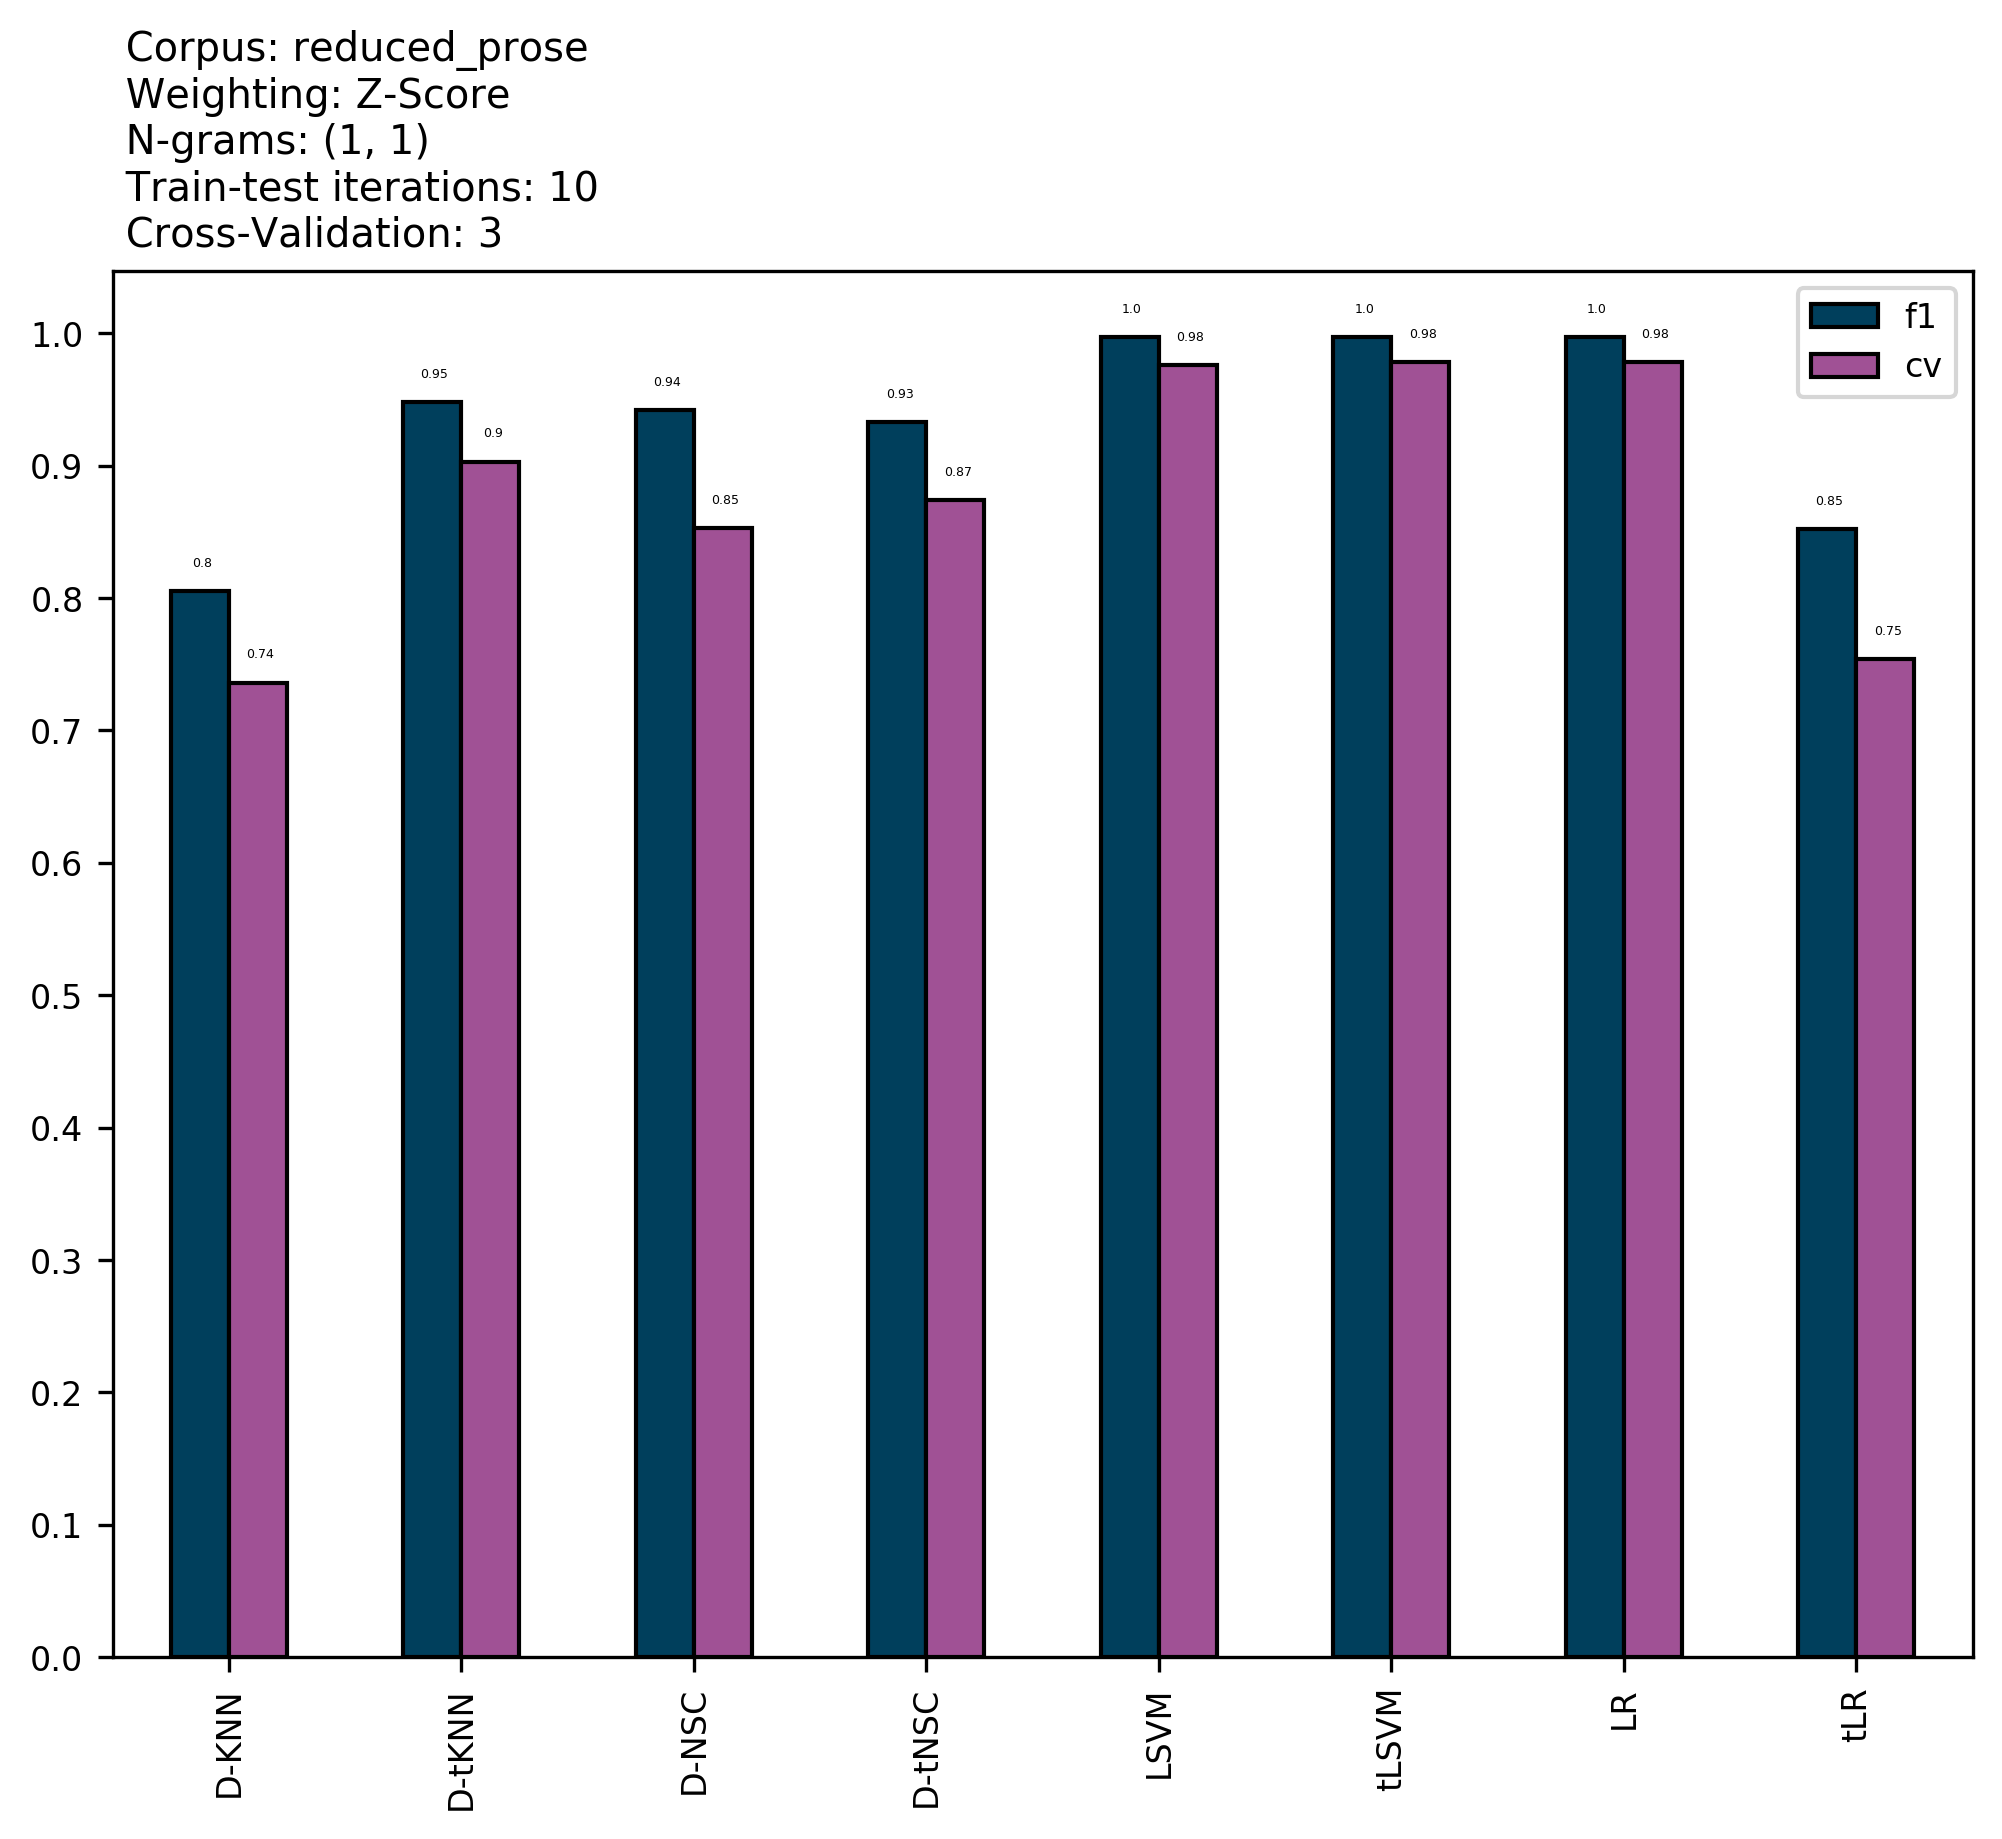 Corpus: reduced_prose
Weighting: Z-Score
N-grams: (1, 1)
Train-test iterations: 10
Cross-Validation: 3
f1
cv
1.0
0.9
0.8
0.7
0.6
0.5
0.4
0.3
0.2
0.1
0.0
0.8
0.74
0.95
0.9
0.94
0.85
0.93
0.87
1.0
0.98
1.0
0.98
1.0
0.98
0.85
0.75
D-KNN
D-tKNN
D-NSC
D-tNSC
LSVM
tLSVM
LR
tLR